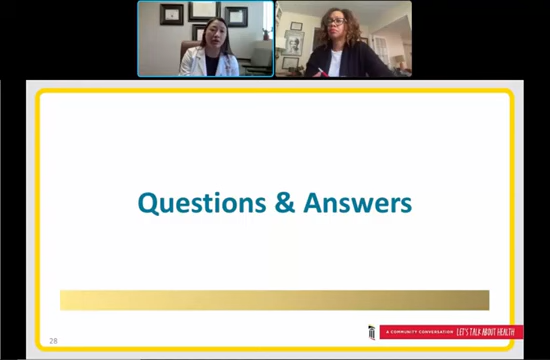 Questions & Answers
28
A COMMUNITY CONVERSATION LET'S TALK ABOUT HEALTH